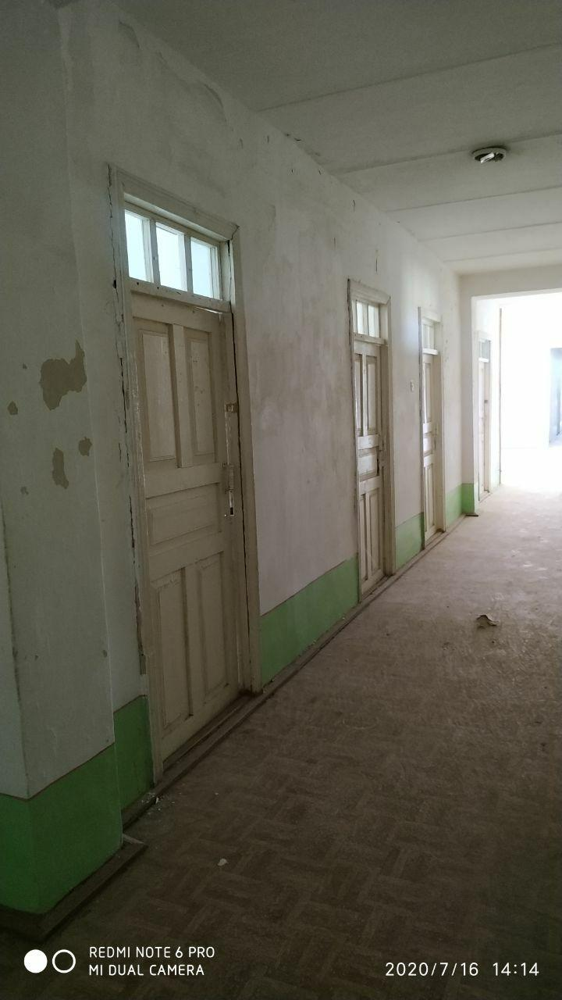 REDMI NOTE 6 PRO
MI DUAL CAMERA
2020/7/16 14:14